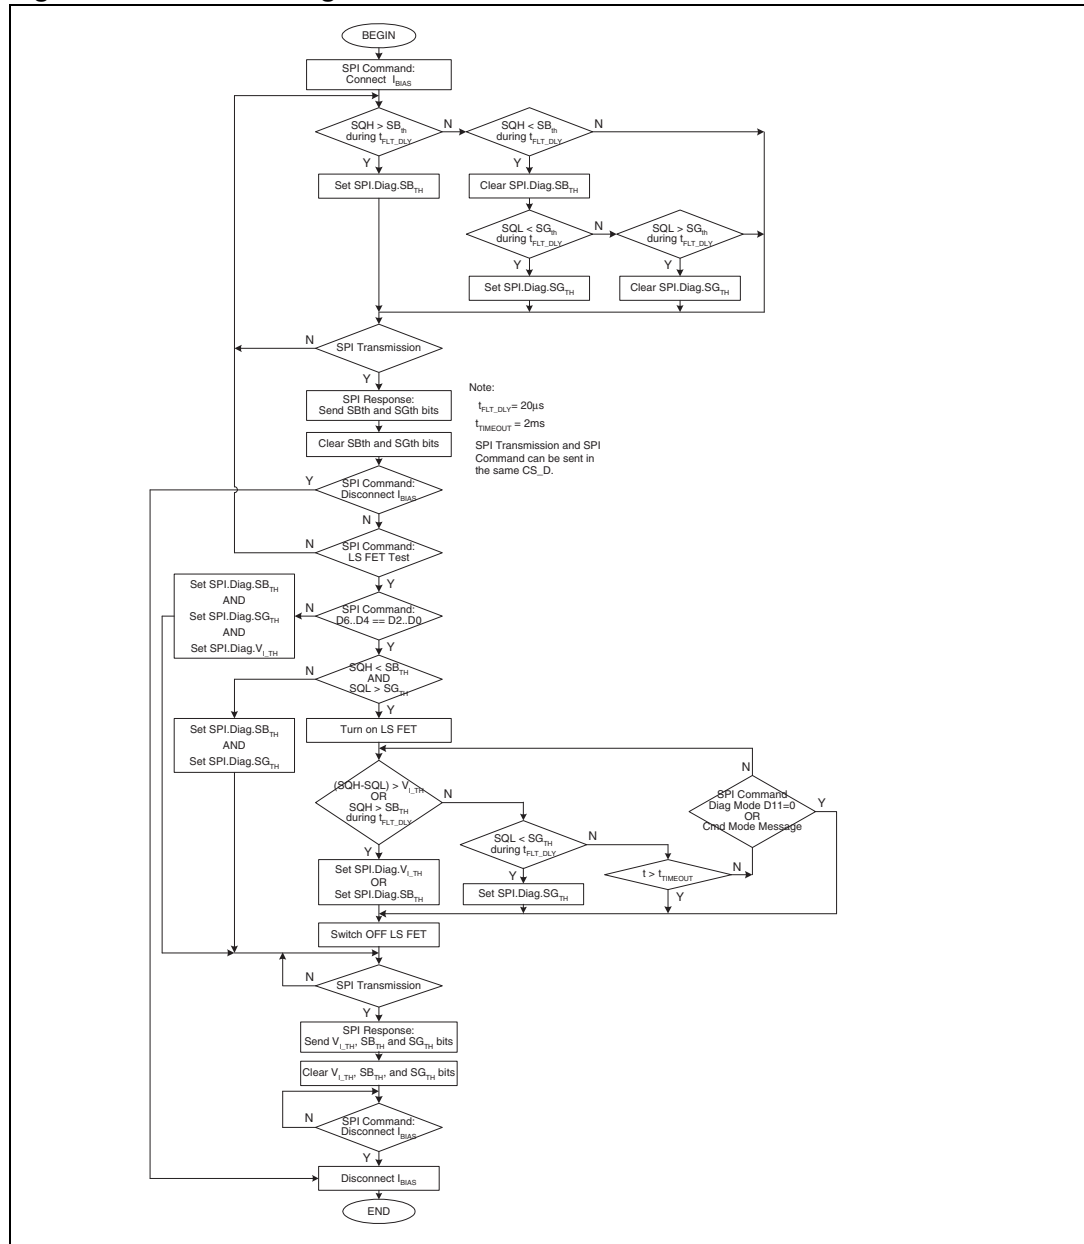 BEGIN
SPI Command:
Connect I_BIAS
SQH > SB_th
during t_FLT_DLY
N
SQH < SB_th
during t_FLT_DLY
N
Y
Y
Set SPI.Diag.SB_TH
Clear SPI.Diag.SB_TH
SQL < SG_th
during t_FLT_DLY
N
SQL > SG_th
during t_FLT_DLY
Y
Y
Set SPI.Diag.SG_TH
Clear SPI.Diag.SG_TH
N
SPI Transmission
Y
SPI Response:
Send SBth and SGth bits
Clear SBth and SGth bits
Note:
t_FLT_DLY= 20µs
t_TIMEOUT = 2ms
SPI Transmission and SPI
Command can be sent in
the same CS_D.
Y
SPI Command:
Disconnect I_BIAS
N
N
SPI Command:
LS FET Test
Y
Set SPI.Diag.SB_TH
AND
Set SPI.Diag.SG_TH
AND
Set SPI.Diag.V_I_TH
N
SPI Command:
D6..D4 == D2..D0
Y
N
SQH < SB_TH
AND
SQL > SG_TH
Y
Set SPI.Diag.SB_TH
AND
Set SPI.Diag.SG_TH
Turn on LS FET
(SQH-SQL) > V_I_TH
OR
SQH > SB_TH
during t_FLT_DLY
N
Y
SQL < SG_TH
during t_FLT_DLY
N
Y
N
SPI Command
Diag Mode D11=0
OR
Cmd Mode Message
Y
t > t_TIMEOUT
N
Y
Set SPI.Diag.V_I_TH
OR
Set SPI.Diag.SB_TH
Set SPI.Diag.SG_TH
Switch OFF LS FET
N
SPI Transmission
Y
SPI Response:
Send V_I_TH, SB_TH and SG_TH bits
Clear V_I_TH, SB_TH, and SG_TH bits
N
SPI Command:
Disconnect I_BIAS
Y
Disconnect I_BIAS
END